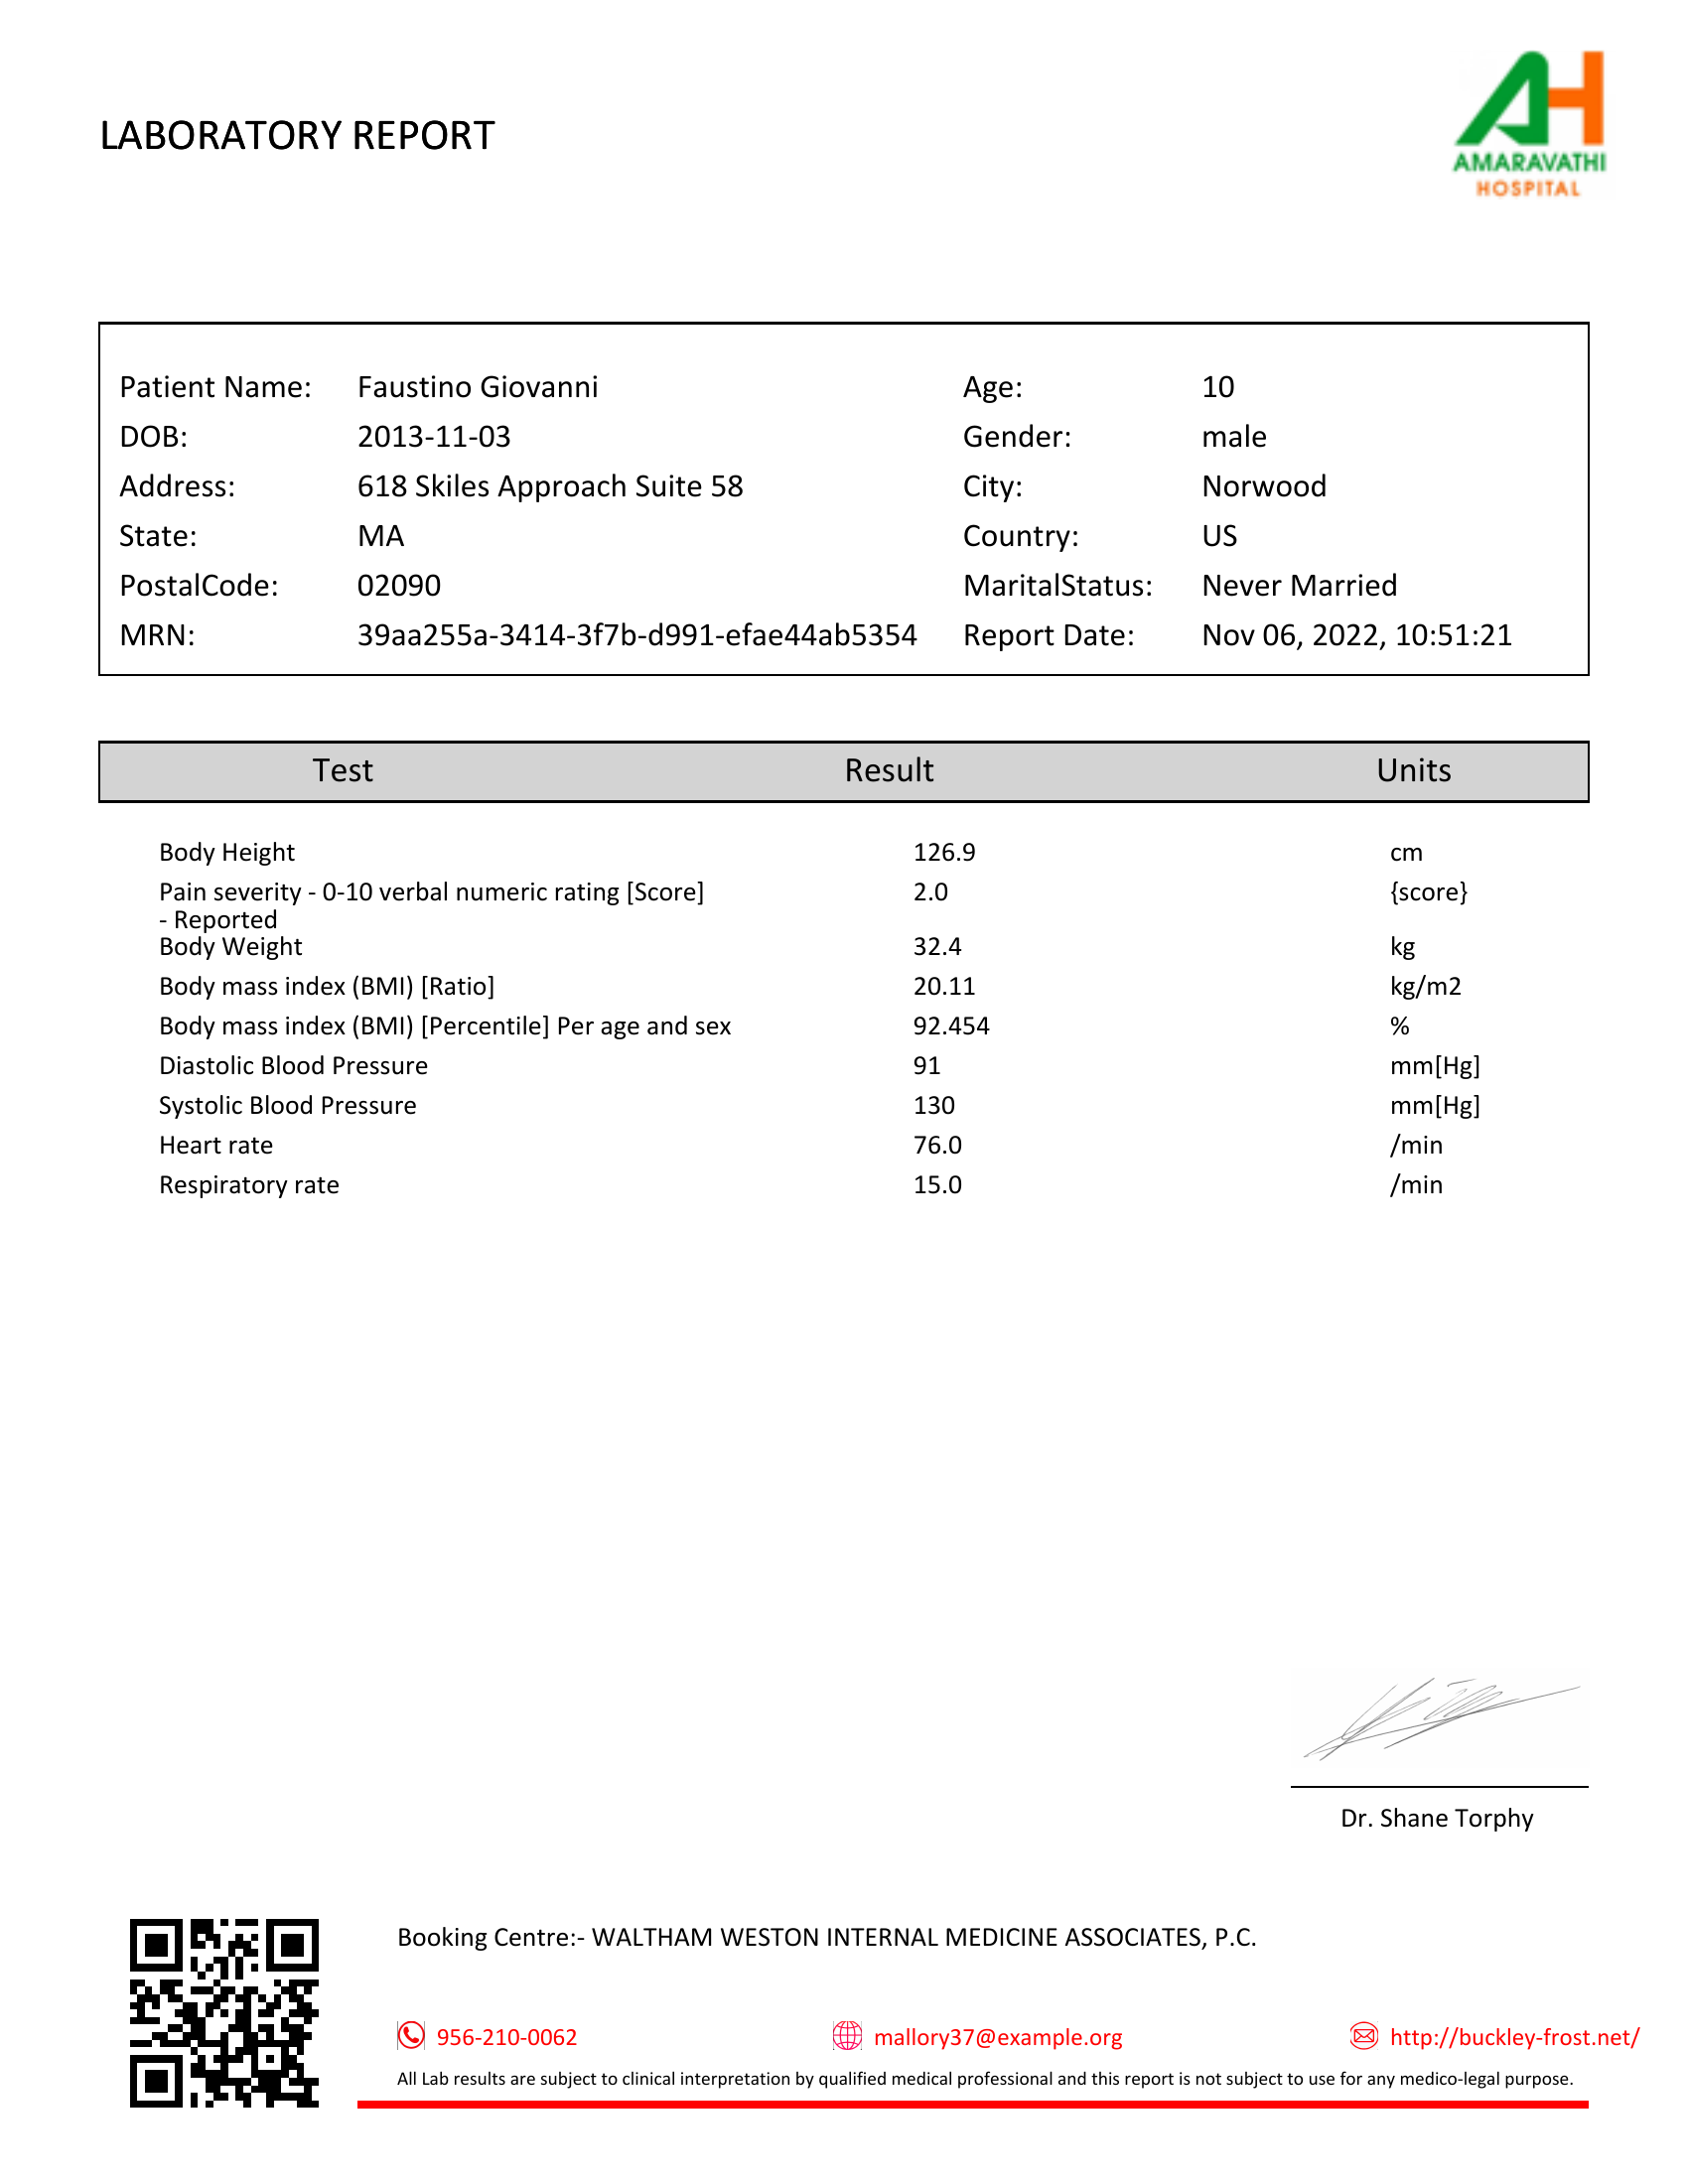 LABORATORY REPORT
AMARAVATHI
HOSPITAL
Patient Name: Faustino Giovanni Age: 10
DOB: 2013-11-03 Gender: male
Address: 618 Skiles Approach Suite 58 City: Norwood
State: MA Country: US
PostalCode: 02090 MaritalStatus: Never Married
MRN: 39aa255a-3414-3f7b-d991-efae44ab5354 Report Date: Nov 06, 2022, 10:51:21
Test Result Units
Body Height 126.9 cm
Pain severity - 0-10 verbal numeric rating [Score] 2.0 {score}
- Reported
Body Weight 32.4 kg
Body mass index (BMI) [Ratio] 20.11 kg/m2
Body mass index (BMI) [Percentile] Per age and sex 92.454 %
Diastolic Blood Pressure 91 mm[Hg]
Systolic Blood Pressure 130 mm[Hg]
Heart rate 76.0 /min
Respiratory rate 15.0 /min
Dr. Shane Torphy
Booking Centre:- WALTHAM WESTON INTERNAL MEDICINE ASSOCIATES, P.C.
956-210-0062 mallory37@example.org http://buckley-frost.net/
All Lab results are subject to clinical interpretation by qualified medical professional and this report is not subject to use for any medico-legal purpose.